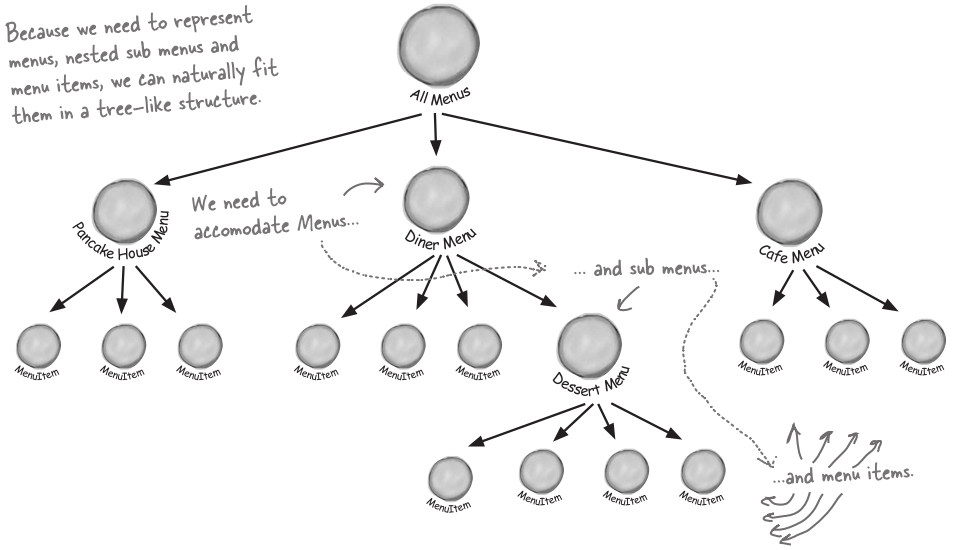 Because we need to represent
menus, nested sub menus and
menu items, we can naturally fit
them in a tree-like structure.
All Menus
We need to
accomodate Menus...
Pancake House Menu
Diner Menu
Cafe Menu
... and sub menus...
MenuItem
MenuItem
MenuItem
MenuItem
MenuItem
MenuItem
Dessert Menu
MenuItem
MenuItem
MenuItem
MenuItem
MenuItem
MenuItem
MenuItem
...and menu items.